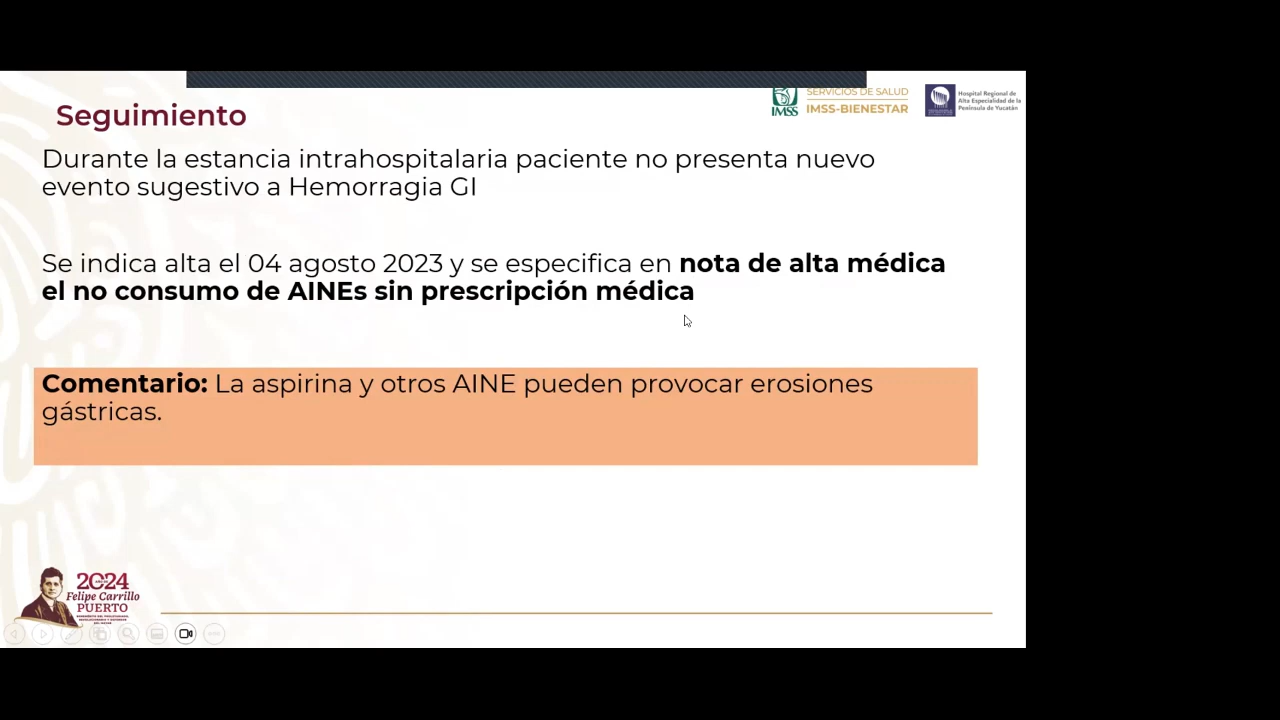 Seguimiento
SERVICIOS DE SALUD
IMSS-BIENESTAR
IMSS
Hospital Regional de
Alta Especialidad de la
Península de Yucatán
Durante la estancia intrahospitalaria paciente no presenta nuevo
evento sugestivo a Hemorragia GI
Se indica alta el 04 agosto 2023 y se especifica en nota de alta médica
el no consumo de AINEs sin prescripción médica
Comentario: La aspirina y otros AINE pueden provocar erosiones
gástricas.
2024
Felipe Carrillo
PUERTO